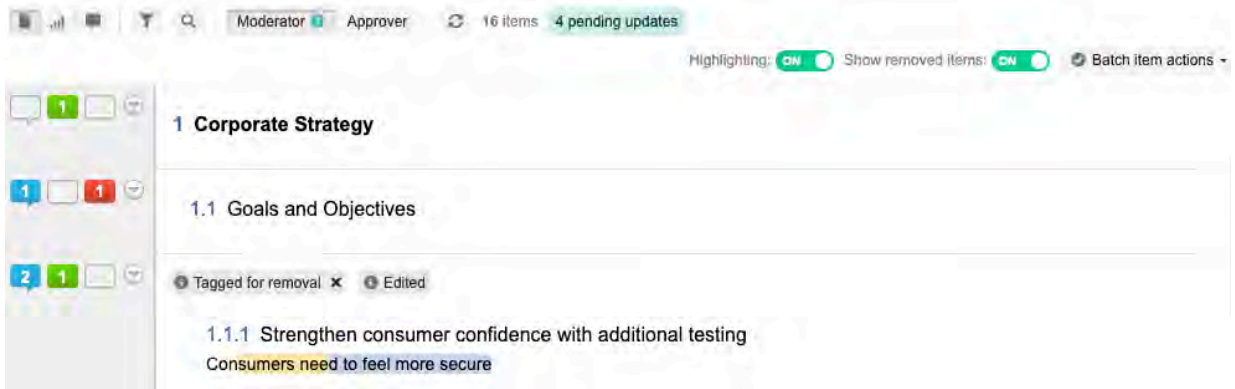 Moderator Approver 16 items 4 pending updates
Highlighting: ON Show removed items: ON Batch item actions
1
1 Corporate Strategy
1 1
1.1 Goals and Objectives
2 1
Tagged for removal × Edited
1.1.1 Strengthen consumer confidence with additional testing
Consumers need to feel more secure